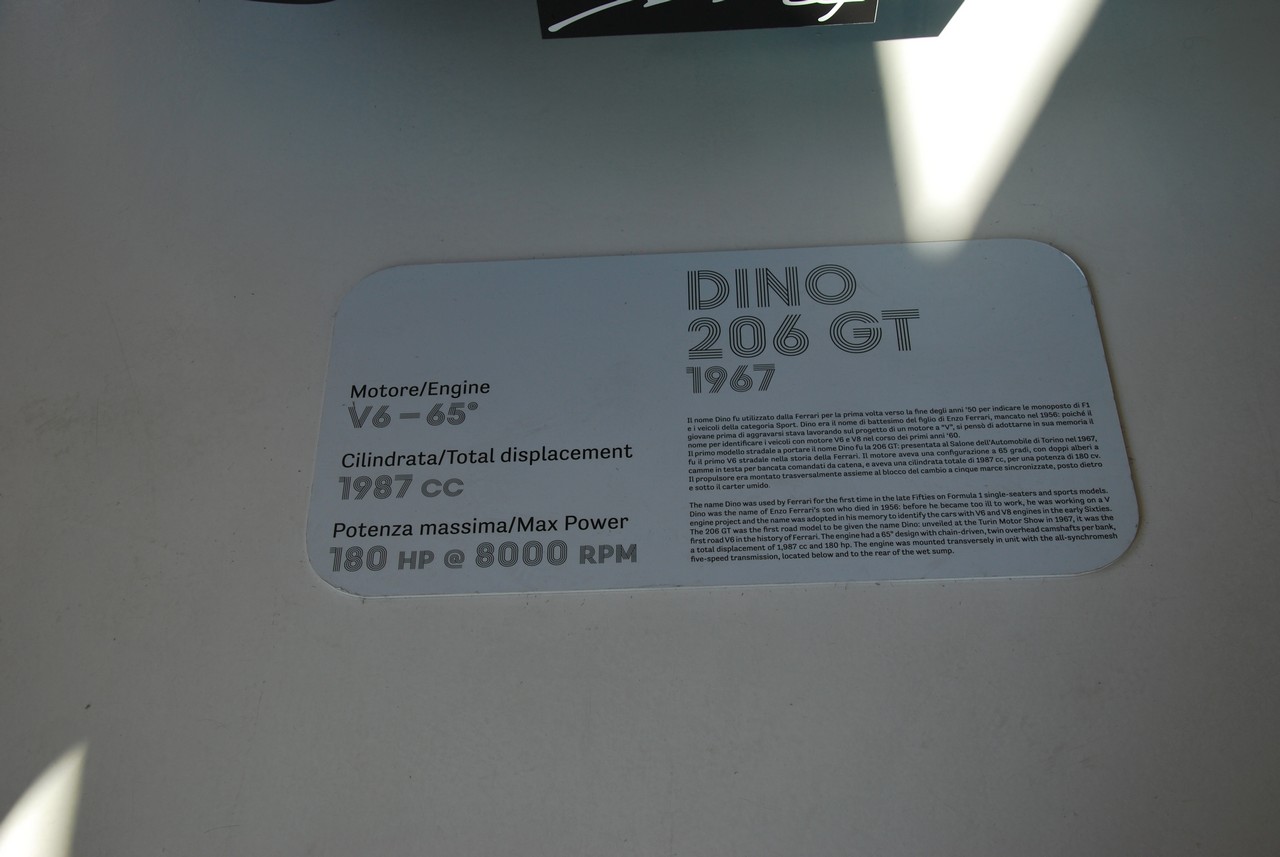 Motore/Engine
V6 – 65°
Cilindrata/Total displacement
1987 CC
Potenza massima/Max Power
180 HP @ 8000 RPM
DINO
206 GT
1967
Il nome Dino fu utilizzato dalla Ferrari per la prima volta verso la fine degli anni '50 per indicare le monoposto di F1
e i veicoli della categoria Sport. Dino era il nome di battesimo del figlio di Enzo Ferrari, mancato nel 1956: poiché il
giovane prima di aggravarsi stava lavorando sul progetto di un motore a "V", si pensò di adottarne in sua memoria il
nome per identificare i veicoli con motore V6 e V8 nel corso dei primi anni '60.
Il primo modello stradale a portare il nome Dino fu la 206 GT: presentata al Salone dell'Automobile di Torino nel 1967,
fu il primo V6 stradale nella storia della Ferrari. Il motore aveva una configurazione a 65 gradi, con doppi alberi a
camme in testa per bancata comandati da catena, e aveva una cilindrata totale di 1987 cc, per una potenza di 180 cv.
Il propulsore era montato trasversalmente assieme al blocco del cambio a cinque marce sincronizzate, posto dietro
e sotto il carter umido.
The name Dino was used by Ferrari for the first time in the late Fifties on Formula 1 single-seaters and sports models.
Dino was the name of Enzo Ferrari's son who died in 1956: before he became too ill to work, he was working on a V
engine project and the name was adopted in his memory to identify the cars with V6 and V8 engines in the early Sixties.
The 206 GT was the first road model to be given the name Dino: unveiled at the Turin Motor Show in 1967, it was the
first road V6 in the history of Ferrari. The engine had a 65° design with chain-driven, twin overhead camshafts per bank,
a total displacement of 1,987 cc and 180 hp. The engine was mounted transversely in unit with the all-synchromesh
five-speed transmission, located below and to the rear of the wet sump.